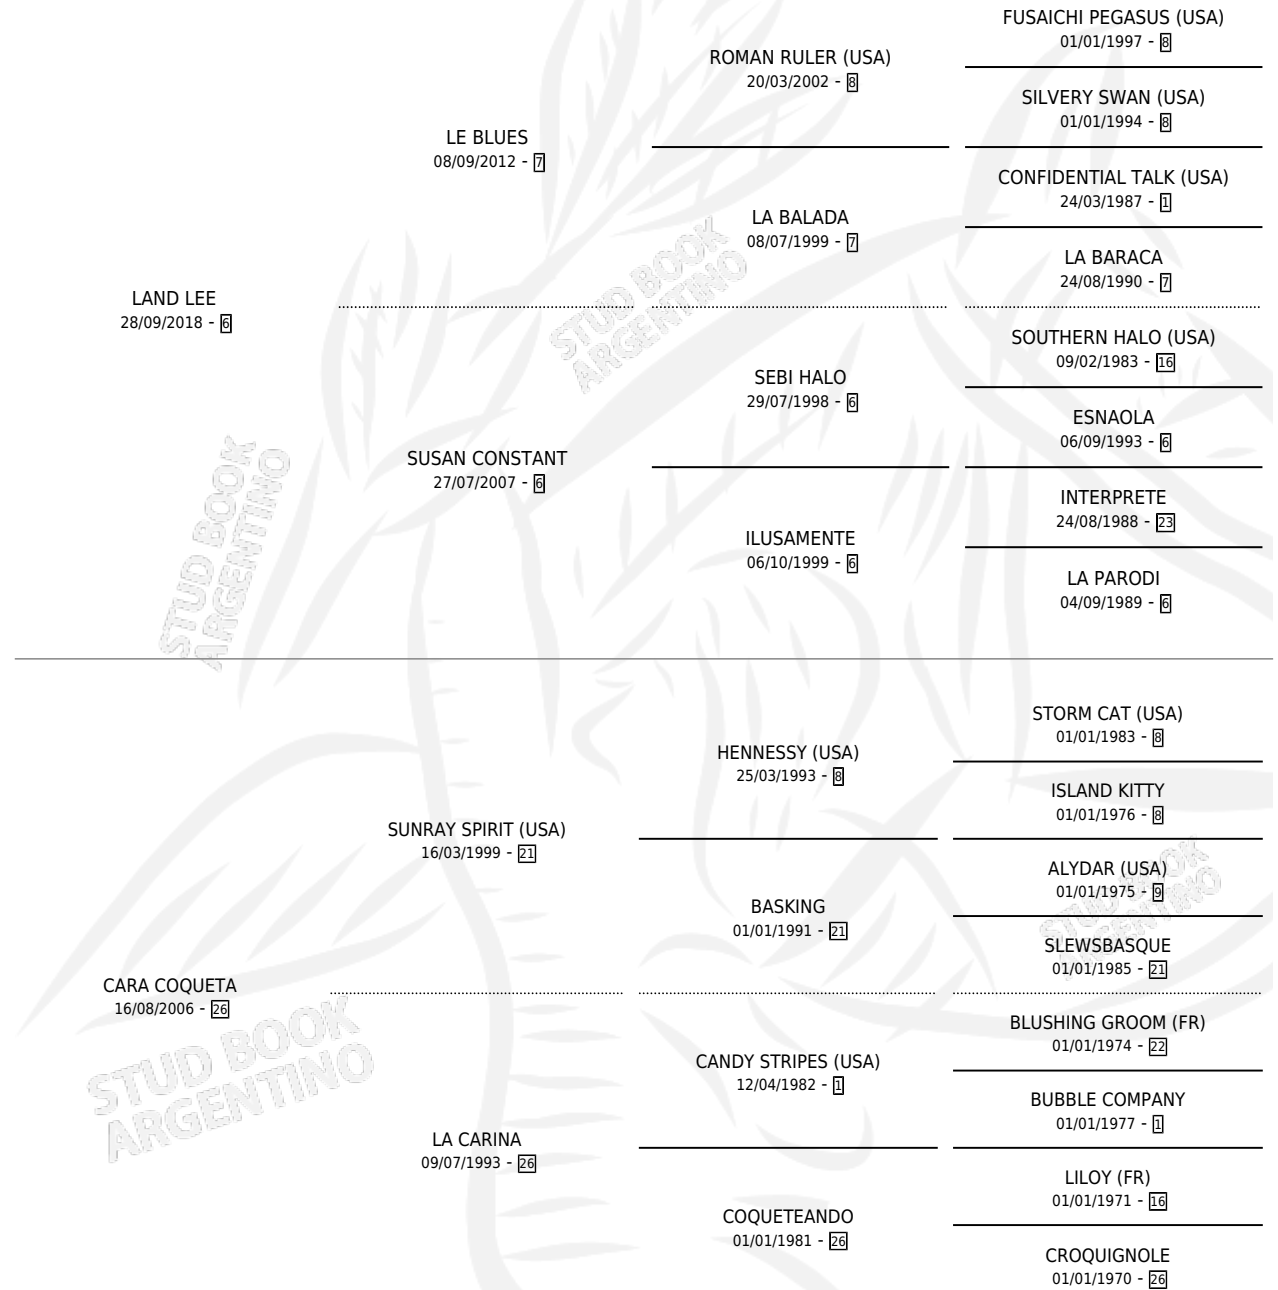 FUSAICHI PEGASUS (USA)
01/01/1997 - 8
ROMAN RULER (USA)
20/03/2002 - 8
SILVERY SWAN (USA)
01/01/1994 - 8
LE BLUES
08/09/2012 - 7
CONFIDENTIAL TALK (USA)
24/03/1987 - 1
LA BALADA
08/07/1999 - 7
LA BARACA
24/08/1990 - 7
LAND LEE
28/09/2018 - 6
SOUTHERN HALO (USA)
09/02/1983 - 16
SEBI HALO
29/07/1998 - 6
ESNAOLA
06/09/1993 - 6
SUSAN CONSTANT
27/07/2007 - 6
INTERPRETE
24/08/1988 - 23
ILUSAMENTE
06/10/1999 - 6
LA PARODI
04/09/1989 - 6
STORM CAT (USA)
01/01/1983 - 8
HENNESSY (USA)
25/03/1993 - 8
ISLAND KITTY
01/01/1976 - 8
SUNRAY SPIRIT (USA)
16/03/1999 - 21
ALYDAR (USA)
01/01/1975 - 9
BASKING
01/01/1991 - 21
SLEWSBASQUE
01/01/1985 - 21
CARA COQUETA
16/08/2006 - 26
BLUSHING GROOM (FR)
01/01/1974 - 22
CANDY STRIPES (USA)
12/04/1982 - 1
BUBBLE COMPANY
01/01/1977 - 1
LA CARINA
09/07/1993 - 26
LILOY (FR)
01/01/1971 - 16
COQUETEANDO
01/01/1981 - 26
CROQUIGNOLE
01/01/1970 - 26
STUD BOOK
ARGENTINO
STUD BOOK
ARGENTINO
STUD BOOK
ARGENTINO
STUD BOOK
ARGENTINO